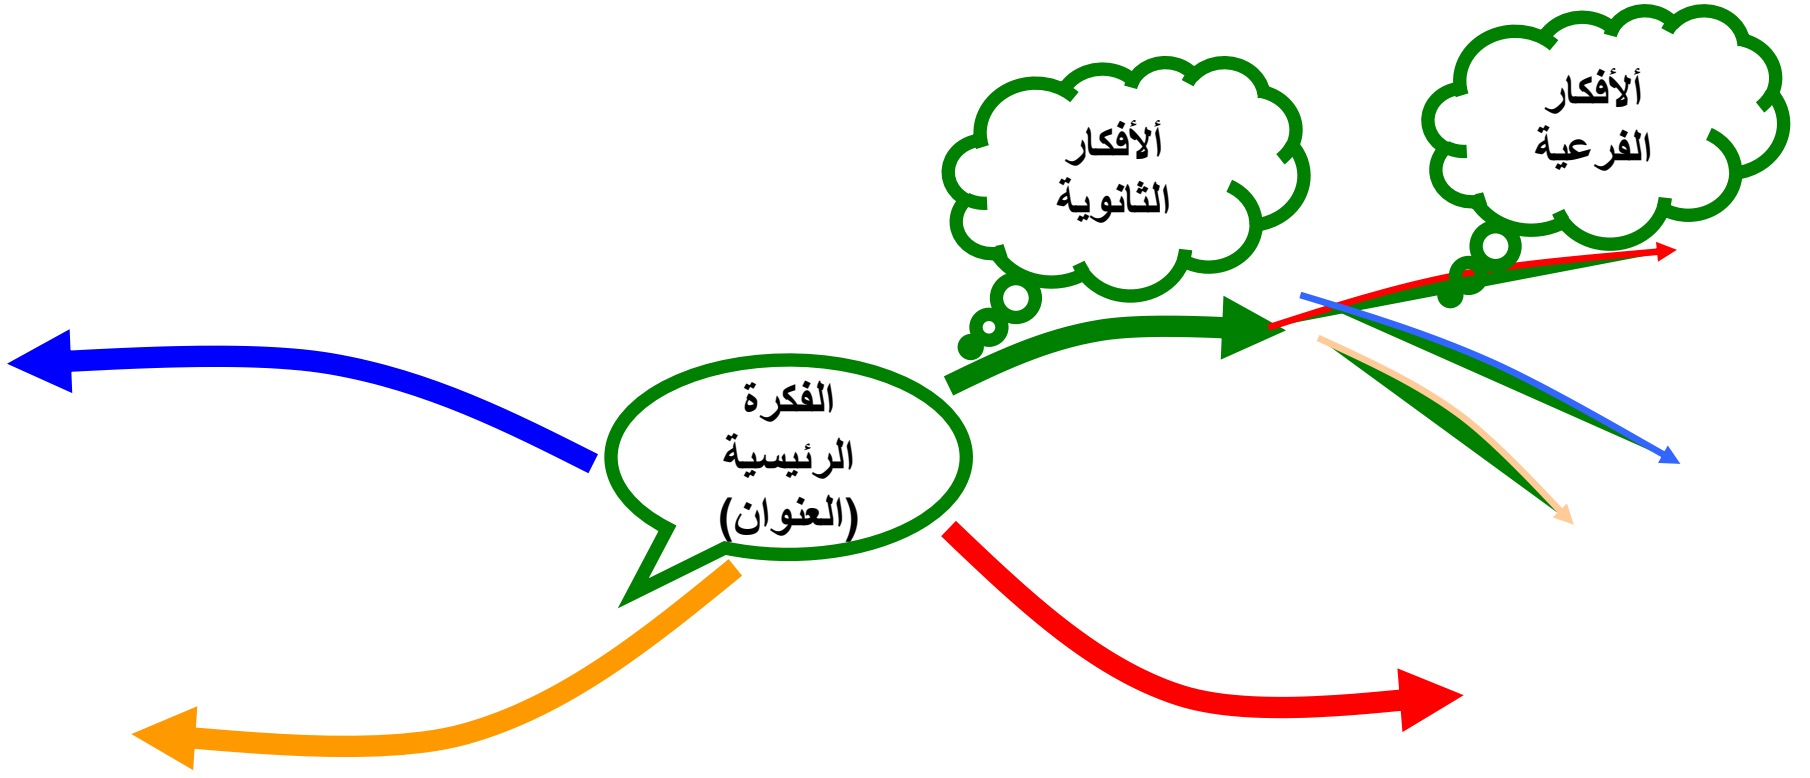 ألأفكار
الفرعية
ألأفكار
الثانوية
الفكرة
الرئيسية
(العنوان)